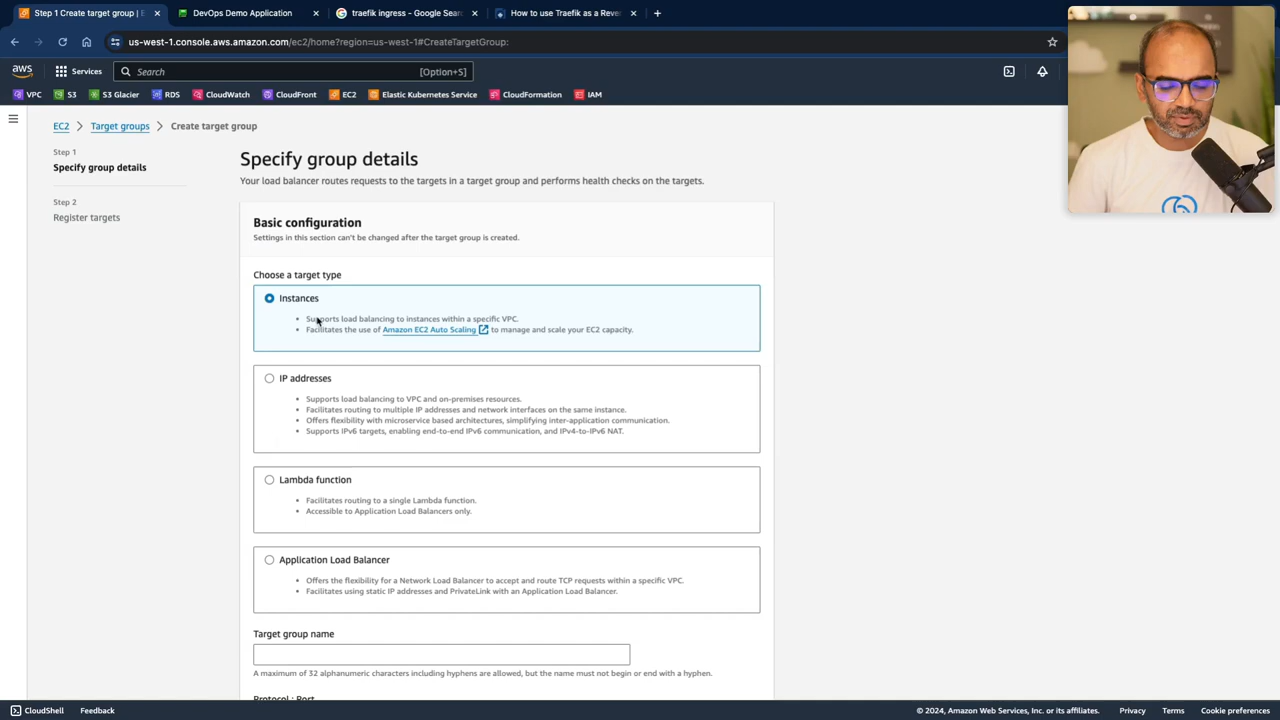 Step 1 Create target group | E
DevOps Demo Application
traefik ingress - Google Sear
How to use Traefik as a Reve
us-west-1.console.aws.amazon.com/ec2/home?region=us-west-1#CreateTargetGroup:
aws
Services
Search
[Option+S]
VPC
S3
S3 Glacier
RDS
CloudWatch
CloudFront
EC2
Elastic Kubernetes Service
CloudFormation
IAM
EC2 > Target groups > Create target group
Step 1
Specify group details
Step 2
Register targets
Specify group details
Your load balancer routes requests to the targets in a target group and performs health checks on the targets.
Basic configuration
Settings in this section can't be changed after the target group is created.
Choose a target type
Instances
• Supports load balancing to instances within a specific VPC.
• Facilitates the use of Amazon EC2 Auto Scaling to manage and scale your EC2 capacity.
IP addresses
• Supports load balancing to VPC and on-premises resources.
• Facilitates routing to multiple IP addresses and network interfaces on the same instance.
• Offers flexibility with microservice based architectures, simplifying inter-application communication.
• Supports IPv6 targets, enabling end-to-end IPv6 communication, and IPv4-to-IPv6 NAT.
Lambda function
• Facilitates routing to a single Lambda function.
• Accessible to Application Load Balancers only.
Application Load Balancer
• Offers the flexibility for a Network Load Balancer to accept and route TCP requests within a specific VPC.
• Facilitates using static IP addresses and PrivateLink with an Application Load Balancer.
Target group name
A maximum of 32 alphanumeric characters including hyphens are allowed, but the name must not begin or end with a hyphen.
Protocol : Port
CloudShell
Feedback
© 2024, Amazon Web Services, Inc. or its affiliates.
Privacy
Terms
Cookie preferences